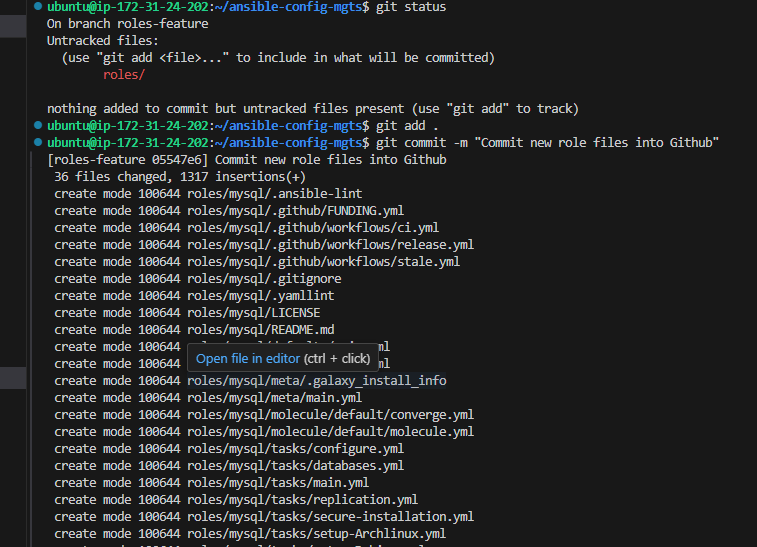 ubuntu@ip-172-31-24-202:~/ansible-config-mgts$ git status
On branch roles-feature
Untracked files:
(use "git add <file>..." to include in what will be committed)
roles/
nothing added to commit but untracked files present (use "git add" to track)
ubuntu@ip-172-31-24-202:~/ansible-config-mgts$ git add .
ubuntu@ip-172-31-24-202:~/ansible-config-mgts$ git commit -m "Commit new role files into Github"
[roles-feature 05547e6] Commit new role files into Github
36 files changed, 1317 insertions(+)
create mode 100644 roles/mysql/.ansible-lint
create mode 100644 roles/mysql/.github/FUNDING.yml
create mode 100644 roles/mysql/.github/workflows/ci.yml
create mode 100644 roles/mysql/.github/workflows/release.yml
create mode 100644 roles/mysql/.github/workflows/stale.yml
create mode 100644 roles/mysql/.gitignore
create mode 100644 roles/mysql/.yamllint
create mode 100644 roles/mysql/LICENSE
create mode 100644 roles/mysql/README.md
create mode 100644
Open file in editor (ctrl + click)
create mode 100644
create mode 100644 roles/mysql/meta/.galaxy_install_info
create mode 100644 roles/mysql/meta/main.yml
create mode 100644 roles/mysql/molecule/default/converge.yml
create mode 100644 roles/mysql/molecule/default/molecule.yml
create mode 100644 roles/mysql/tasks/configure.yml
create mode 100644 roles/mysql/tasks/databases.yml
create mode 100644 roles/mysql/tasks/main.yml
create mode 100644 roles/mysql/tasks/replication.yml
create mode 100644 roles/mysql/tasks/secure-installation.yml
create mode 100644 roles/mysql/tasks/setup-Archlinux.yml